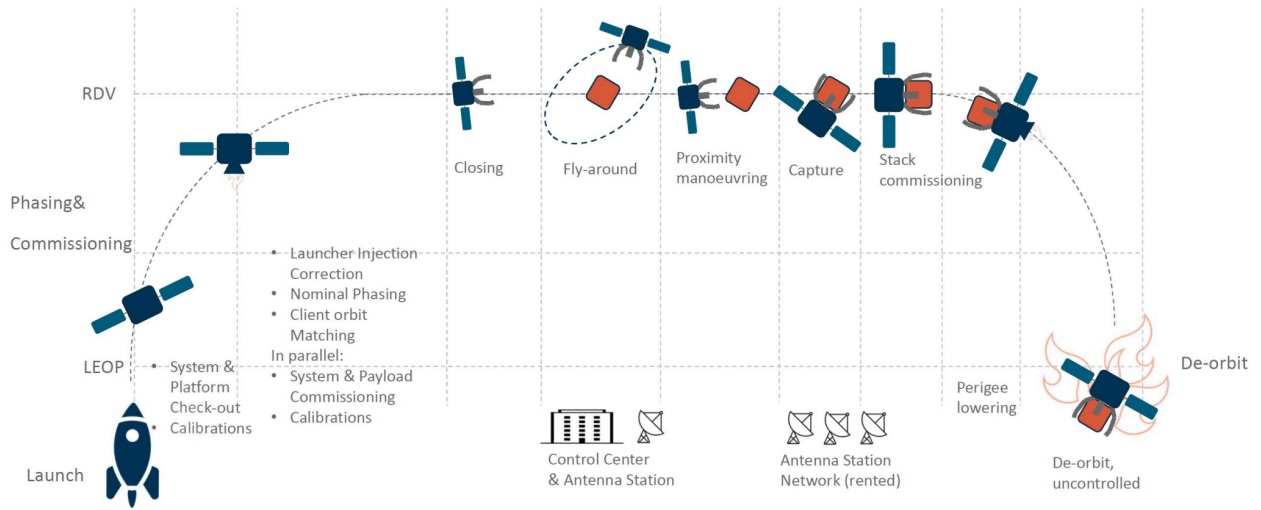 RDV
Closing
Fly-around
Proximity
manoeuvring
Capture
Stack
commissioning
Phasing&
Commissioning
• Launcher Injection
Correction
• Nominal Phasing
• Client orbit
Matching
In parallel:
• System & Payload
Commissioning
• Calibrations
LEOP
• System &
Platform
Check-out
• Calibrations
De-orbit
Perigee
lowering
Launch
Control Center
& Antenna Station
Antenna Station
Network (rented)
De-orbit,
uncontrolled